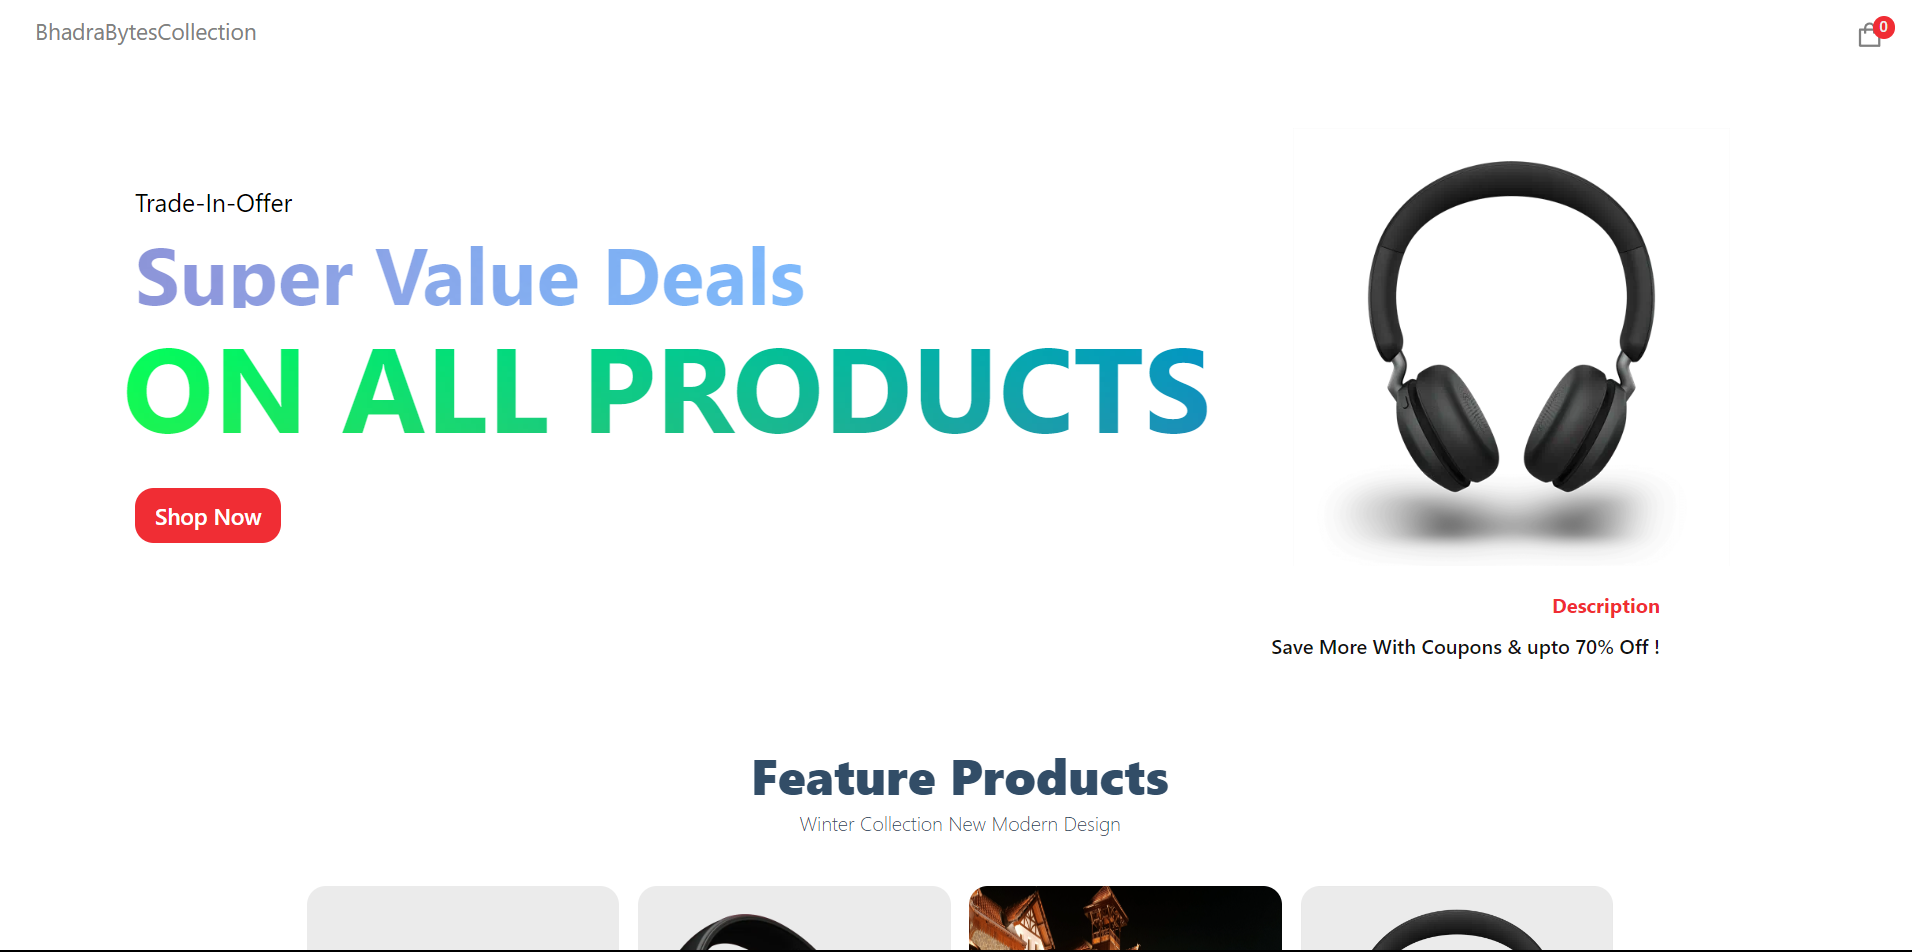 BhadraBytesCollection
0
Trade-In-Offer
Super Value Deals
ON ALL PRODUCTS
Shop Now
Description
Save More With Coupons & upto 70% Off !
Feature Products
Winter Collection New Modern Design